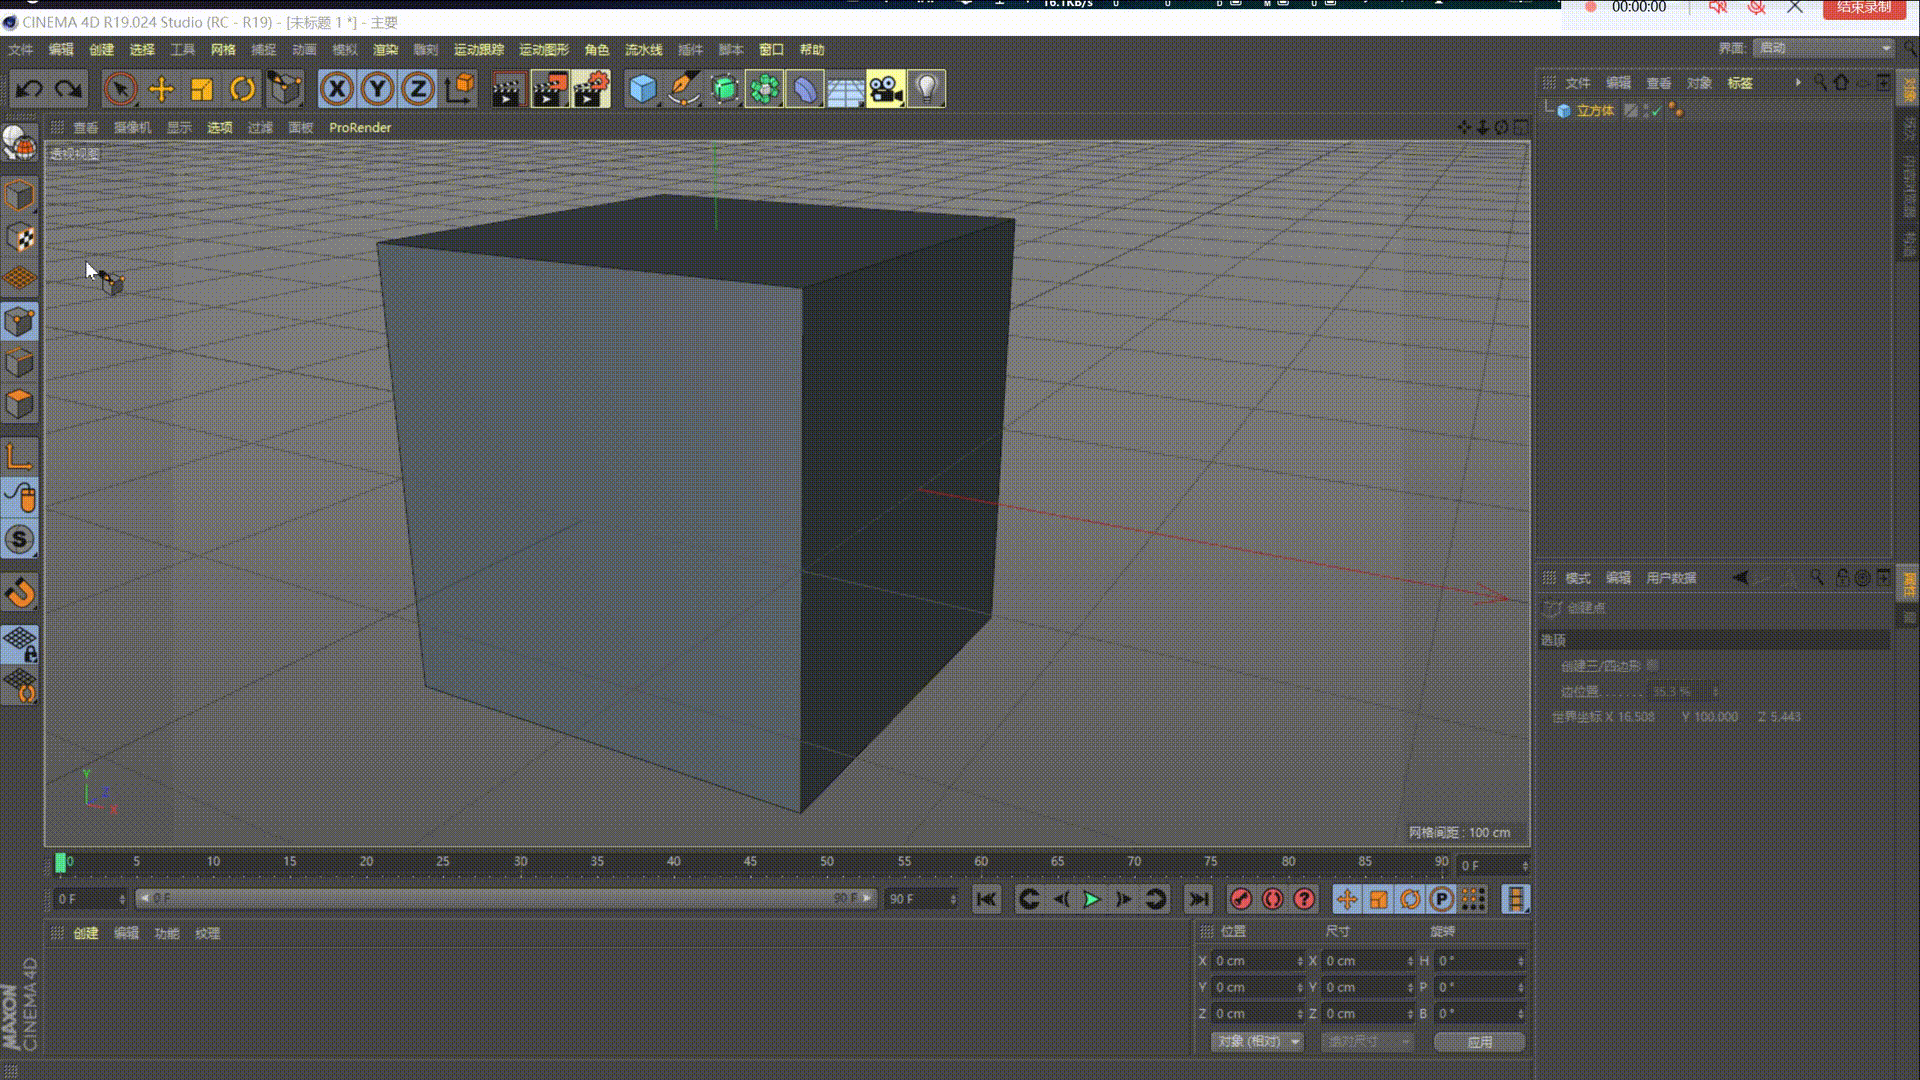 16.1KB/s
00:00:00
结束录制
CINEMA 4D R19.024 Studio (RC - R19) - [未标题 1 *] - 主要
文件 编辑 创建 选择 工具 网格 捕捉 动画 模拟 渲染 雕刻 运动跟踪 运动图形 角色 流水线 插件 脚本 窗口 帮助
界面: 启动
X Y Z
文件 编辑 查看 对象 标签
对象
立方体
查看 摄像机 显示 选项 过滤 面板 ProRender
透视视图
S
Y
Z
X
网格间距 : 100 cm
模式 编辑 用户数据
属性
创建点
选项
创建三/四边形
边位置 35.3 %
世界坐标 X 16.508 Y 100.000 Z 5.443
0 5 10 15 20 25 30 35 40 45 50 55 60 65 70 75 80 85 90 0 F
0 F 0 F 90 F 90 F
P
创建 编辑 功能 纹理
位置 尺寸 旋转
X 0 cm X 0 cm H 0 °
Y 0 cm Y 0 cm P 0 °
Z 0 cm Z 0 cm B 0 °
对象 (相对) 绝对尺寸 应用
MAXON
CINEMA 4D